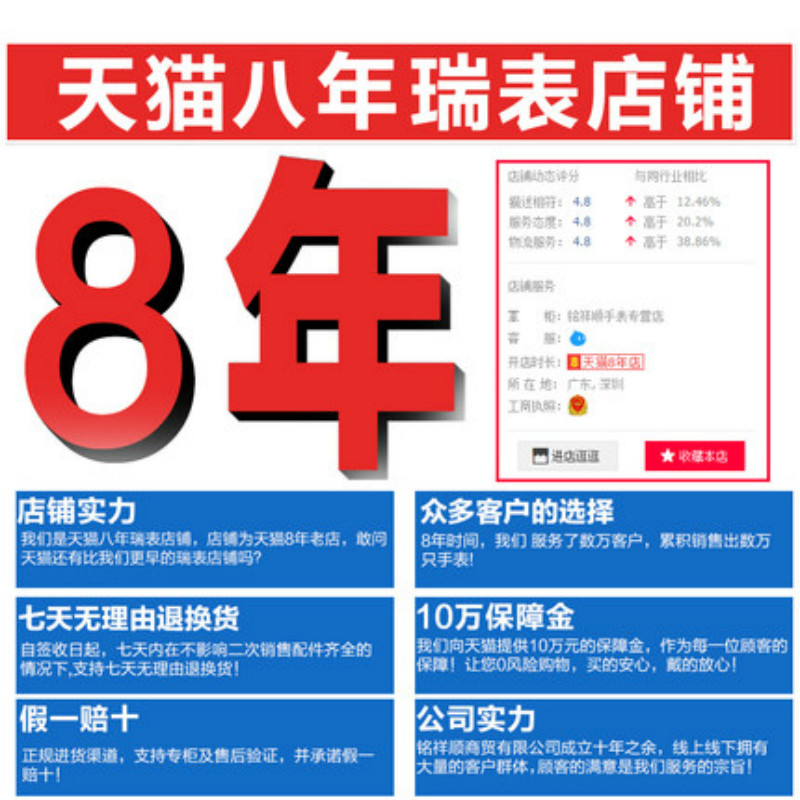 天猫八年瑞表店铺
8年
店铺动态评分 与同行业相比
描述相符： 4.8 高于 12.46%
服务态度： 4.8 高于 20.2%
物流服务： 4.8 高于 38.86%
店铺服务
掌 柜： 铭祥顺手表专营店
客 服：
开店时长： 天猫8年店
所 在 地： 广东, 深圳
工商执照：
进店逛逛 收藏本店
店铺实力
我们是天猫八年瑞表店铺，店铺为天猫8年老店，敢问
天猫还有比我们更早的瑞表店铺吗?
众多客户的选择
8年时间，我们 服务了数万客户，累积销售出数万
只手表!
七天无理由退换货
自签收日起，七天内在不影响二次销售配件齐全的
情况下,支持七天无理由退换货！
10万保障金
我们向天猫提供10万元的保障金，作为每一位顾客的
保障！让您0风险购物，买的安心，戴的放心！
假一赔十
正规进货渠道，支持专柜及售后验证，并承诺假一
赔十！
公司实力
铭祥顺商贸有限公司成立十年之余，线上线下拥有
大量的客户群体,顾客的满意是我们服务的宗旨！